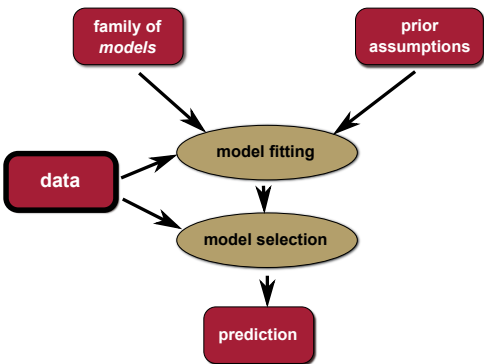 family of
models
prior
assumptions
model fitting
data
model selection
prediction